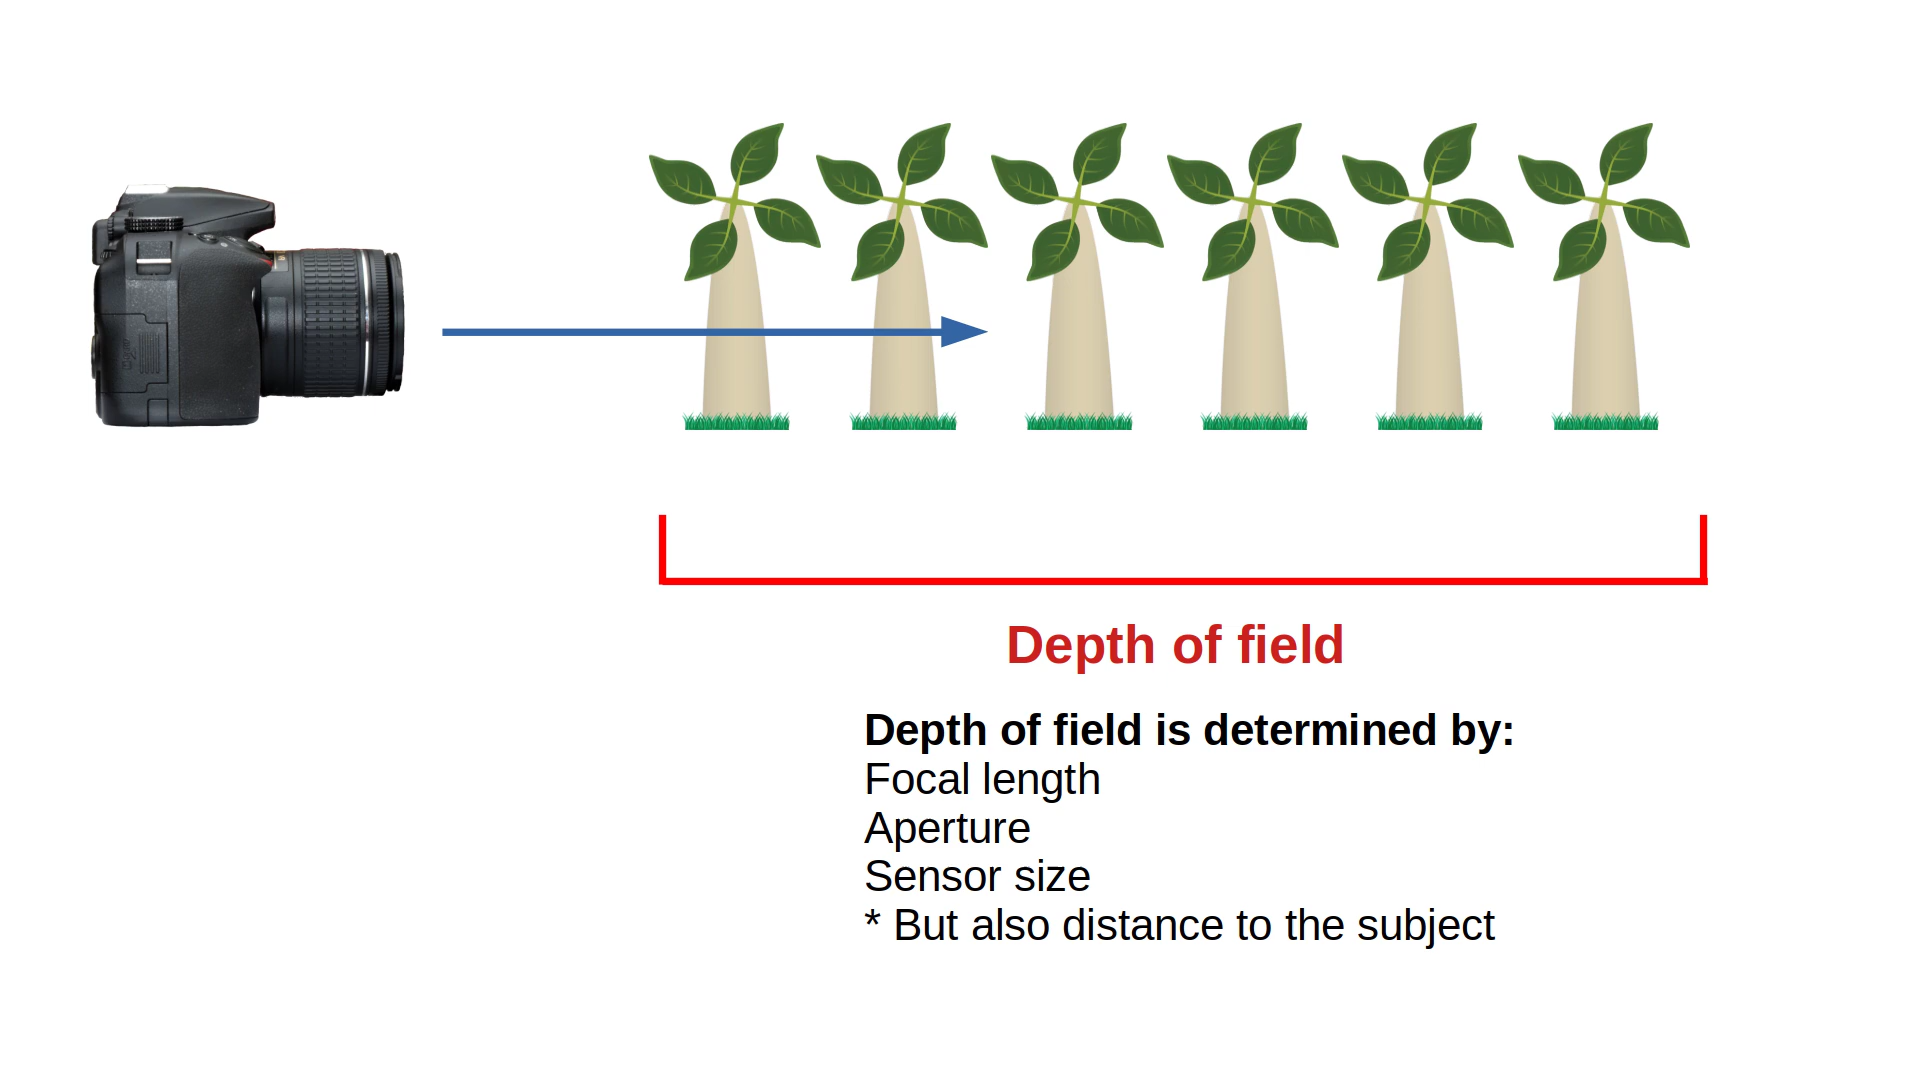 Depth of field
Depth of field is determined by:
Focal length
Aperture
Sensor size
* But also distance to the subject